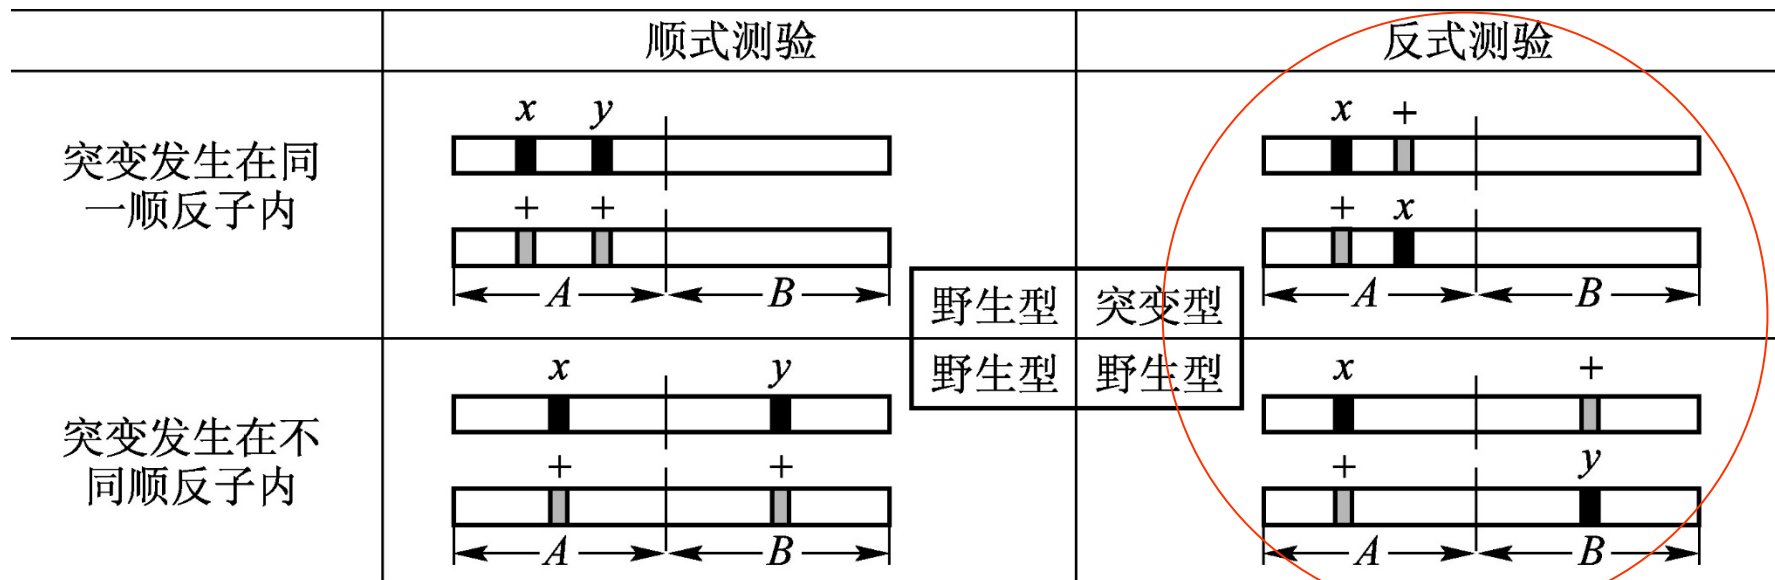 顺式测验 反式测验
突变发生在同
一顺反子内
x y
+ +
A B
x +
+ x
A B
野生型 突变型
野生型 野生型
突变发生在不
同顺反子内
x y
+ +
A B
x +
+ y
A B